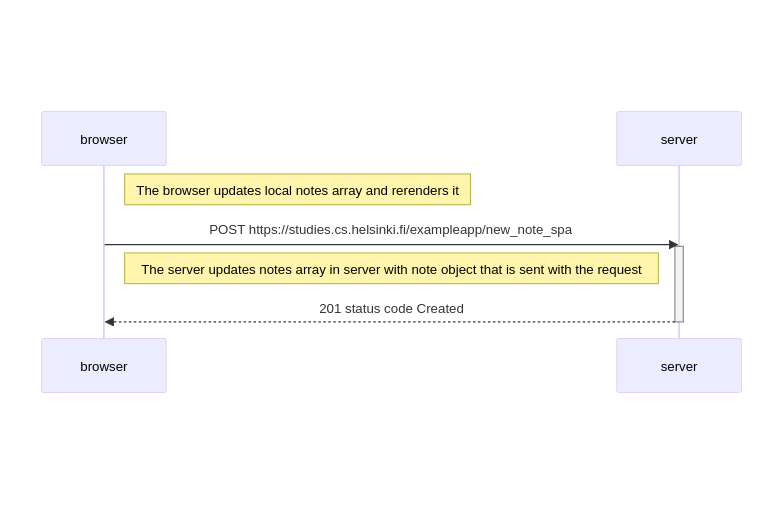 browser
server
The browser updates local notes array and rerenders it
POST https://studies.cs.helsinki.fi/exampleapp/new_note_spa
The server updates notes array in server with note object that is sent with the request
201 status code Created
browser
server